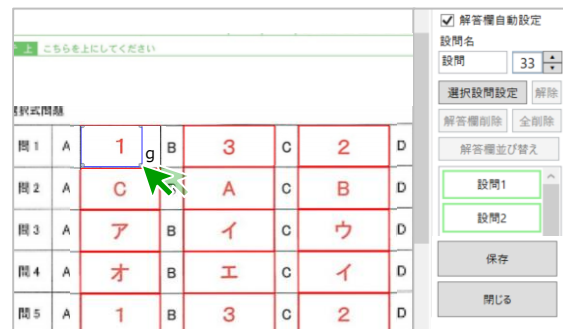 上 こちらを上にしてください
選択式問題
問1 A 1 B 3 C 2 D
g
問2 A C B A C B D
問3 A ア B イ C ウ D
問4 A オ B エ C イ D
問5 A 1 B 3 C 2 D
解答欄自動設定
設問名
設問 33
選択設問設定 解除
解答欄削除 全削除
解答欄並び替え
設問1
設問2
保存
閉じる